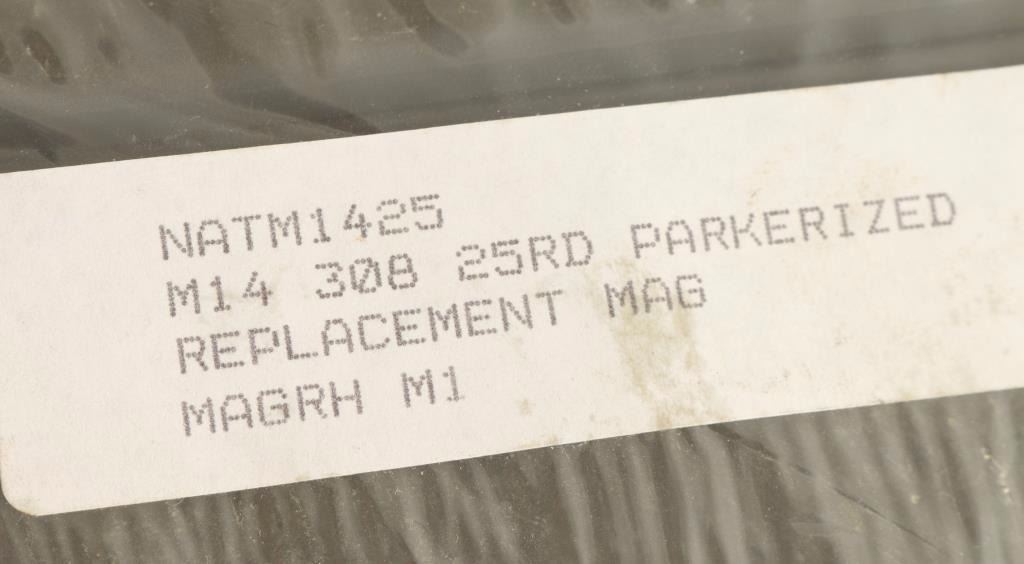 NATM1425
M14 308 25RD PARKERIZED
REPLACEMENT MAG
MAGRH M1